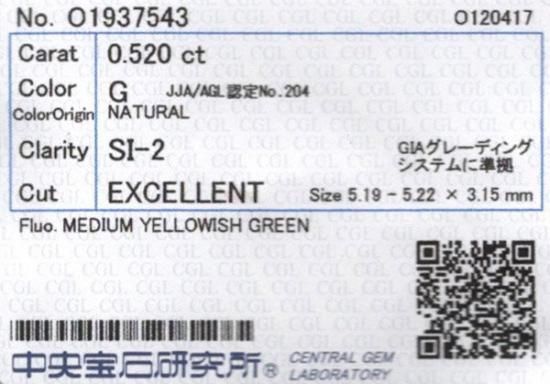 No. O1937543 O120417
Carat 0.520 ct
Color G JJA/AGL認定No.204
ColorOrigin NATURAL
Clarity SI-2 GIAグレーディング
システムに準拠
Cut EXCELLENT Size 5.19 - 5.22 × 3.15 mm
Fluo. MEDIUM YELLOWISH GREEN
中央宝石研究所® CENTRAL GEM
LABORATORY